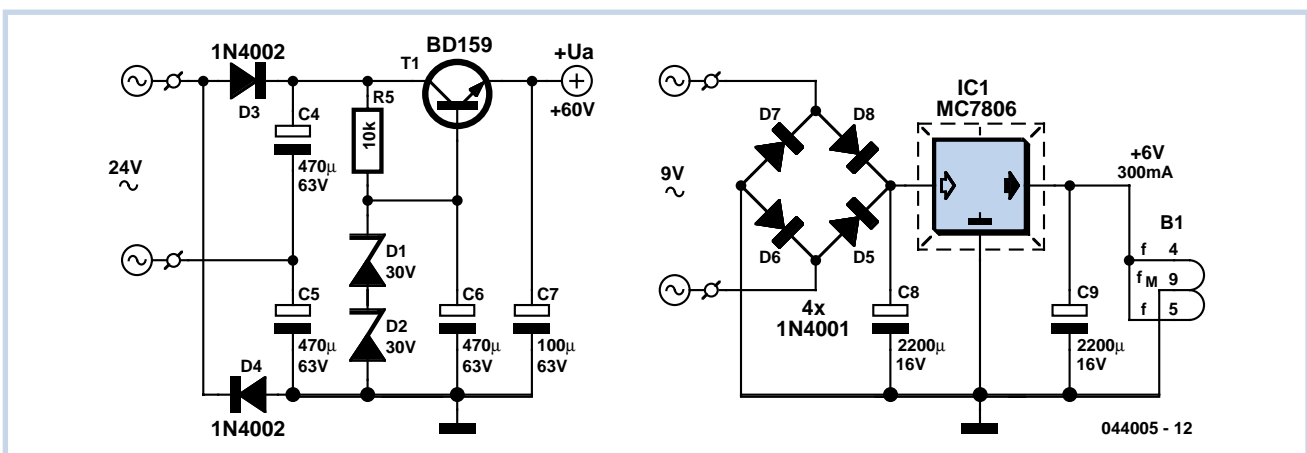 1N4002
D3
24V
~
C4
470µ
63V
R5
10k
T1
BD159
+Ua
+
+60V
D1
30V
D2
30V
C5
470µ
63V
D4
1N4002
C6
470µ
63V
C7
100µ
63V
9V
~
D7
D8
D6
D5
4x
1N4001
IC1
MC7806
C8
2200µ
16V
C9
2200µ
16V
+6V
300mA
B1
f 4
fM 9
f 5
044005 - 12